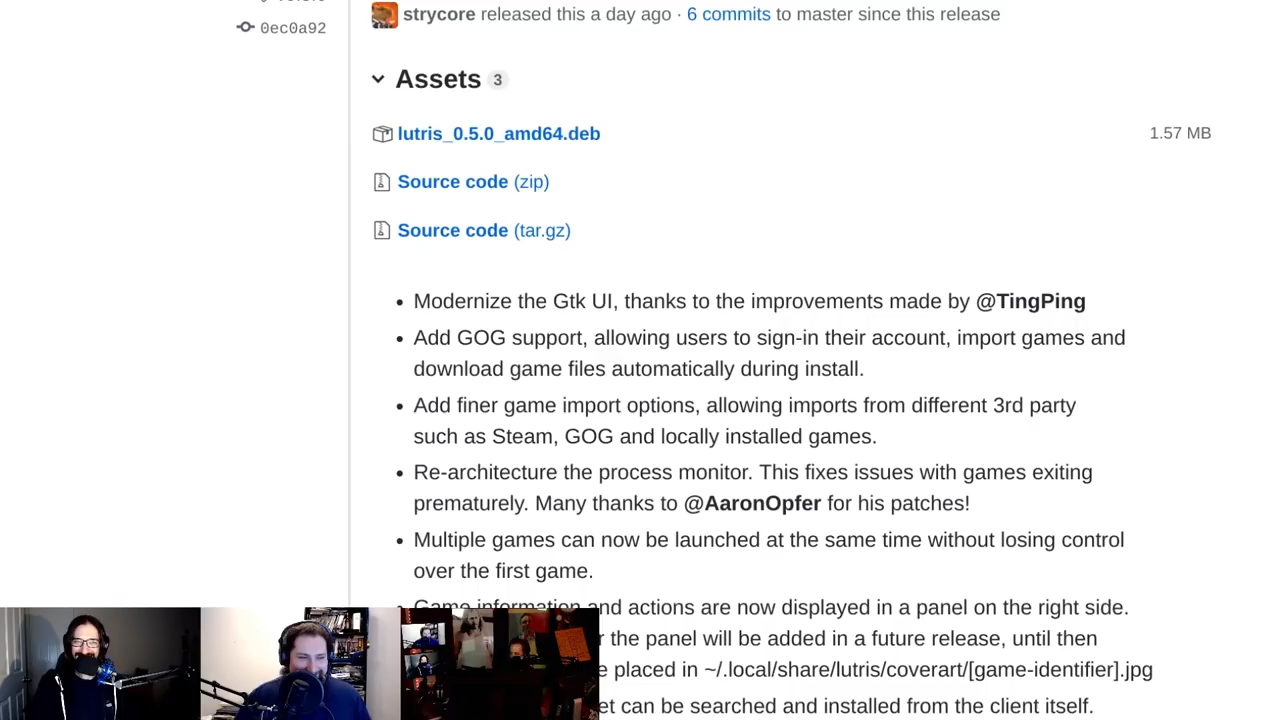 strycore released this a day ago · 6 commits to master since this release
0ec0a92
Assets 3
lutris_0.5.0_amd64.deb 1.57 MB
Source code (zip)
Source code (tar.gz)
• Modernize the Gtk UI, thanks to the improvements made by @TingPing
• Add GOG support, allowing users to sign-in their account, import games and
download game files automatically during install.
• Add finer game import options, allowing imports from different 3rd party
such as Steam, GOG and locally installed games.
• Re-architecture the process monitor. This fixes issues with games exiting
prematurely. Many thanks to @AaronOpfer for his patches!
• Multiple games can now be launched at the same time without losing control
over the first game.
• Game information and actions are now displayed in a panel on the right side.
the panel will be added in a future release, until then
placed in ~/.local/share/lutris/coverart/[game-identifier].jpg
can be searched and installed from the client itself.